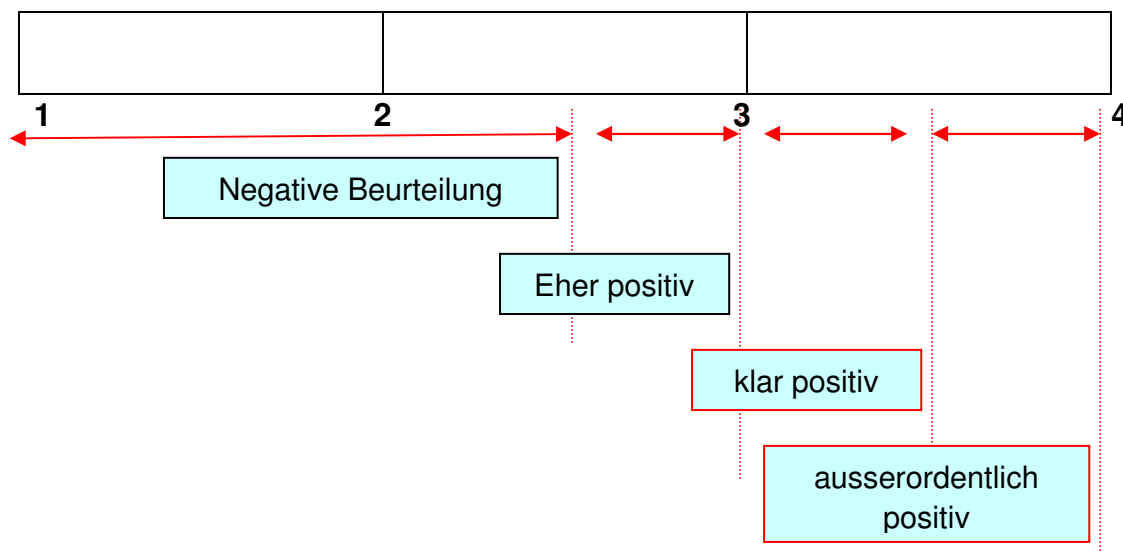 1 2 3 4
Negative Beurteilung
Eher positiv
klar positiv
ausserordentlich
positiv